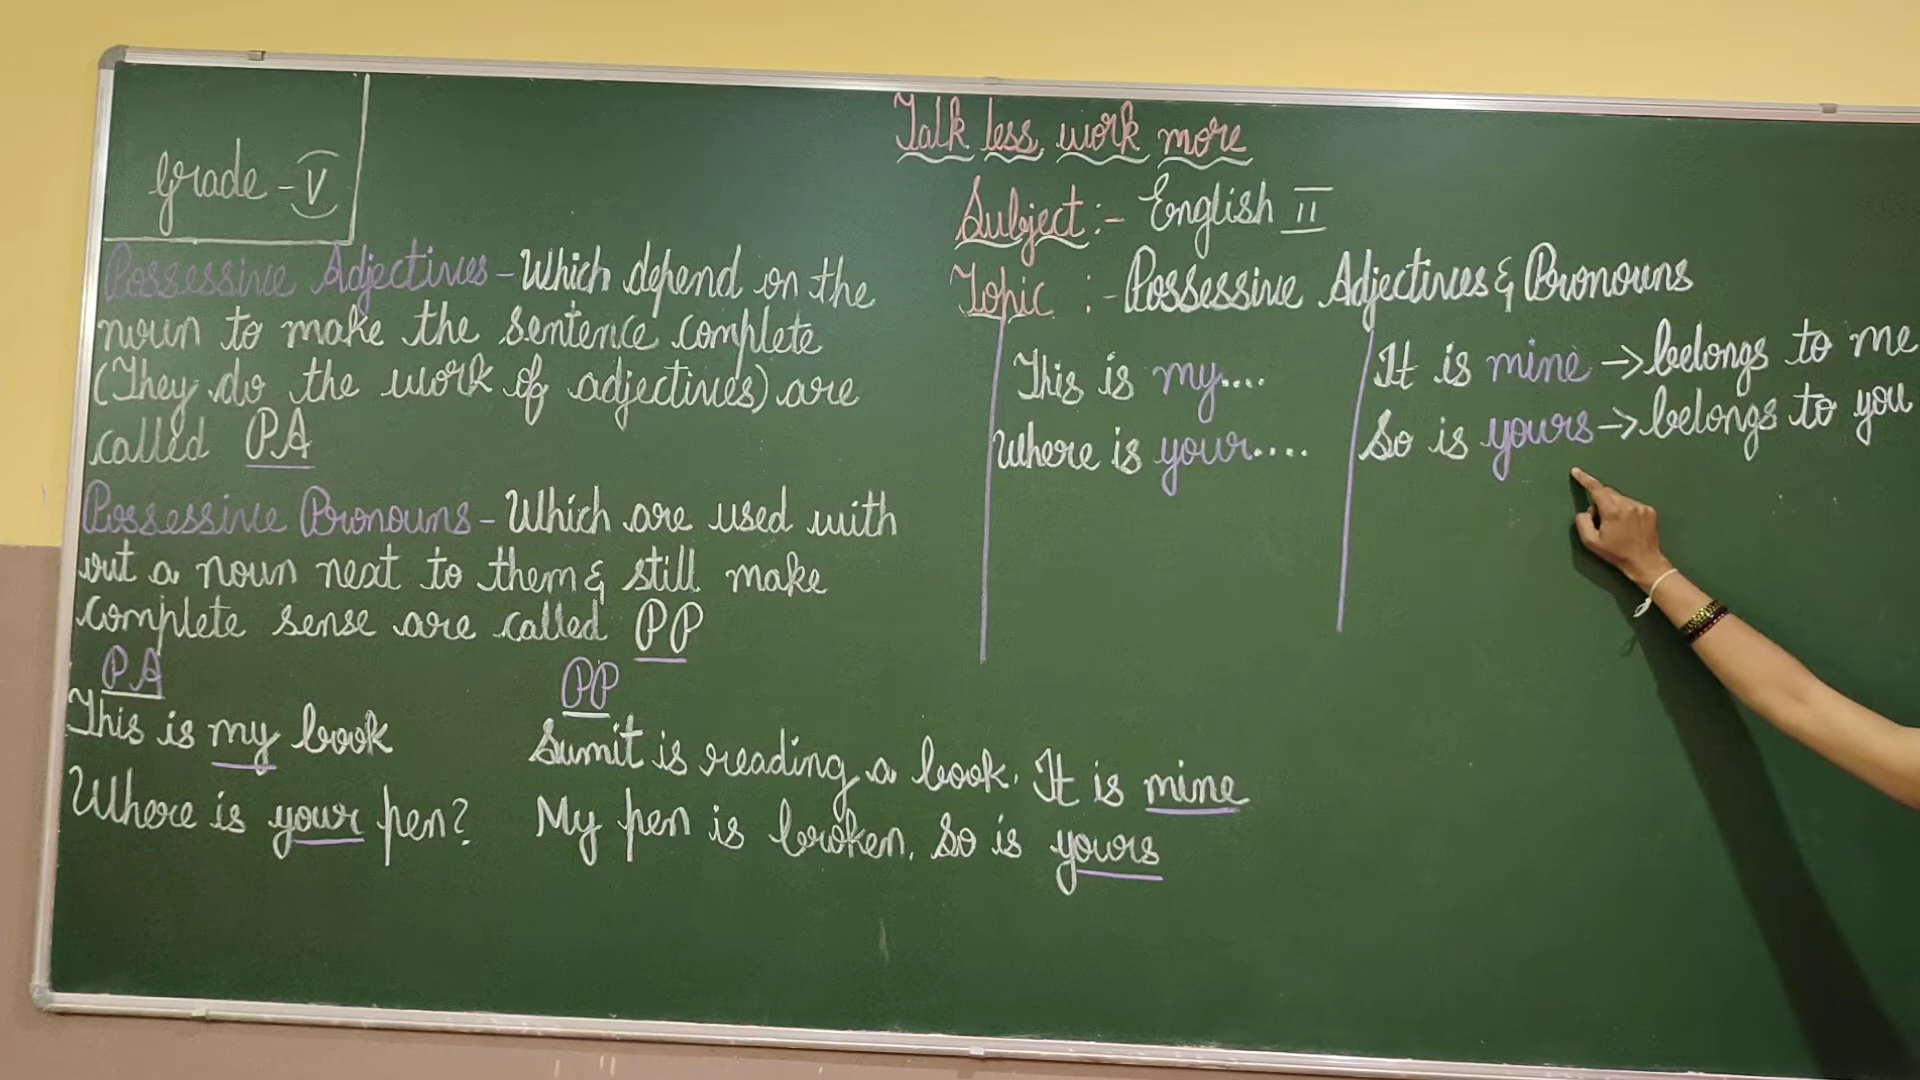 Grade - V
Talk less, work more
Subject :- English II
Topic :- Possessive Adjectives & Pronouns
Possessive Adjectives - Which depend on the
noun to make the sentence complete
(They do the work of adjectives) are
called PA
Possessive Pronouns - Which are used with
out a noun next to them & still make
complete sense are called PP
PA
This is my book
Where is your pen?
PP
Sumit is reading a book. It is mine
My pen is broken. So is yours
This is my....
Where is your....
It is mine → belongs to me
So is yours → belongs to you